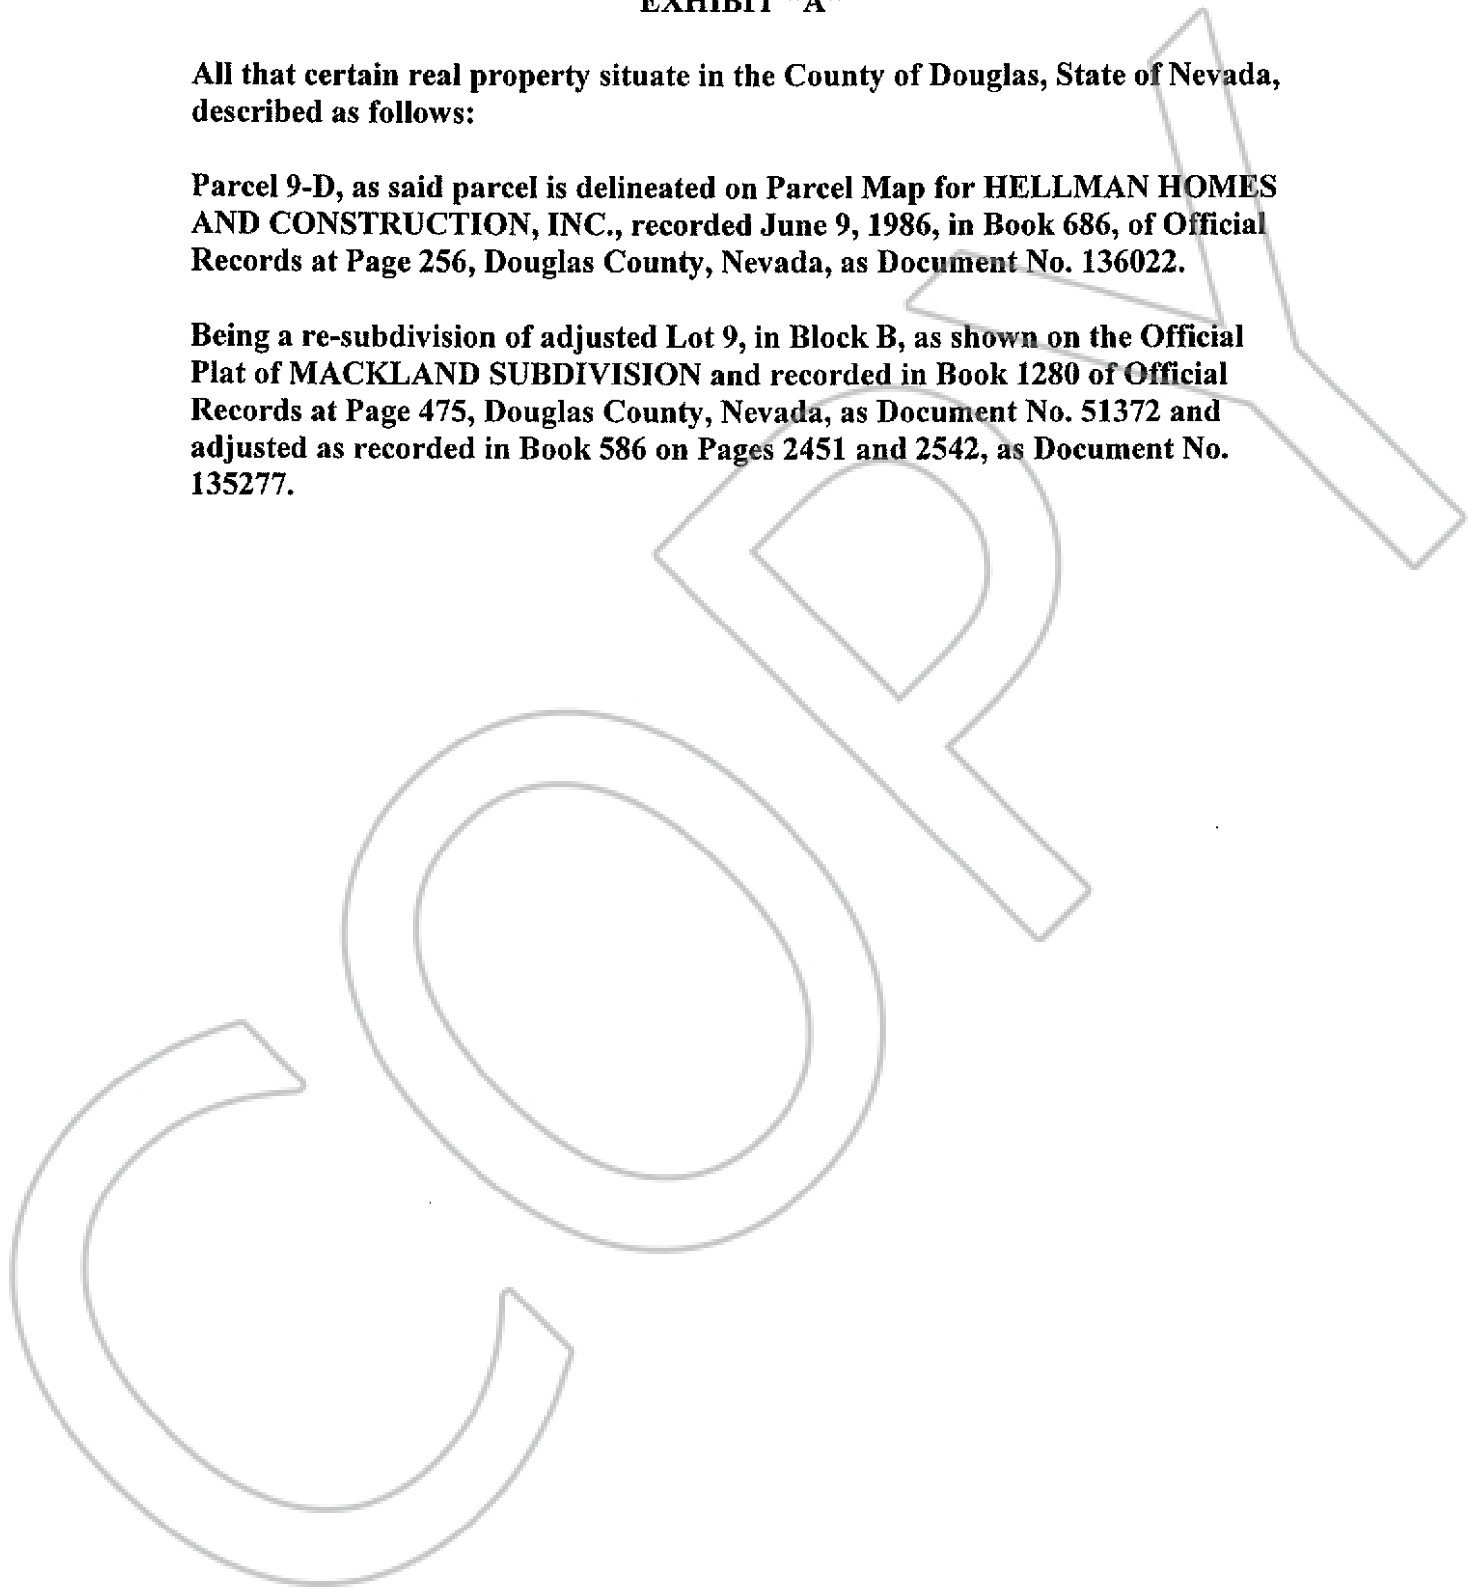 EXHIBIT "A"
All that certain real property situate in the County of Douglas, State of Nevada,
described as follows:
Parcel 9-D, as said parcel is delineated on Parcel Map for HELLMAN HOMES
AND CONSTRUCTION, INC., recorded June 9, 1986, in Book 686, of Official
Records at Page 256, Douglas County, Nevada, as Document No. 136022.
Being a re-subdivision of adjusted Lot 9, in Block B, as shown on the Official
Plat of MACKLAND SUBDIVISION and recorded in Book 1280 of Official
Records at Page 475, Douglas County, Nevada, as Document No. 51372 and
adjusted as recorded in Book 586 on Pages 2451 and 2542, as Document No.
135277.
COPY